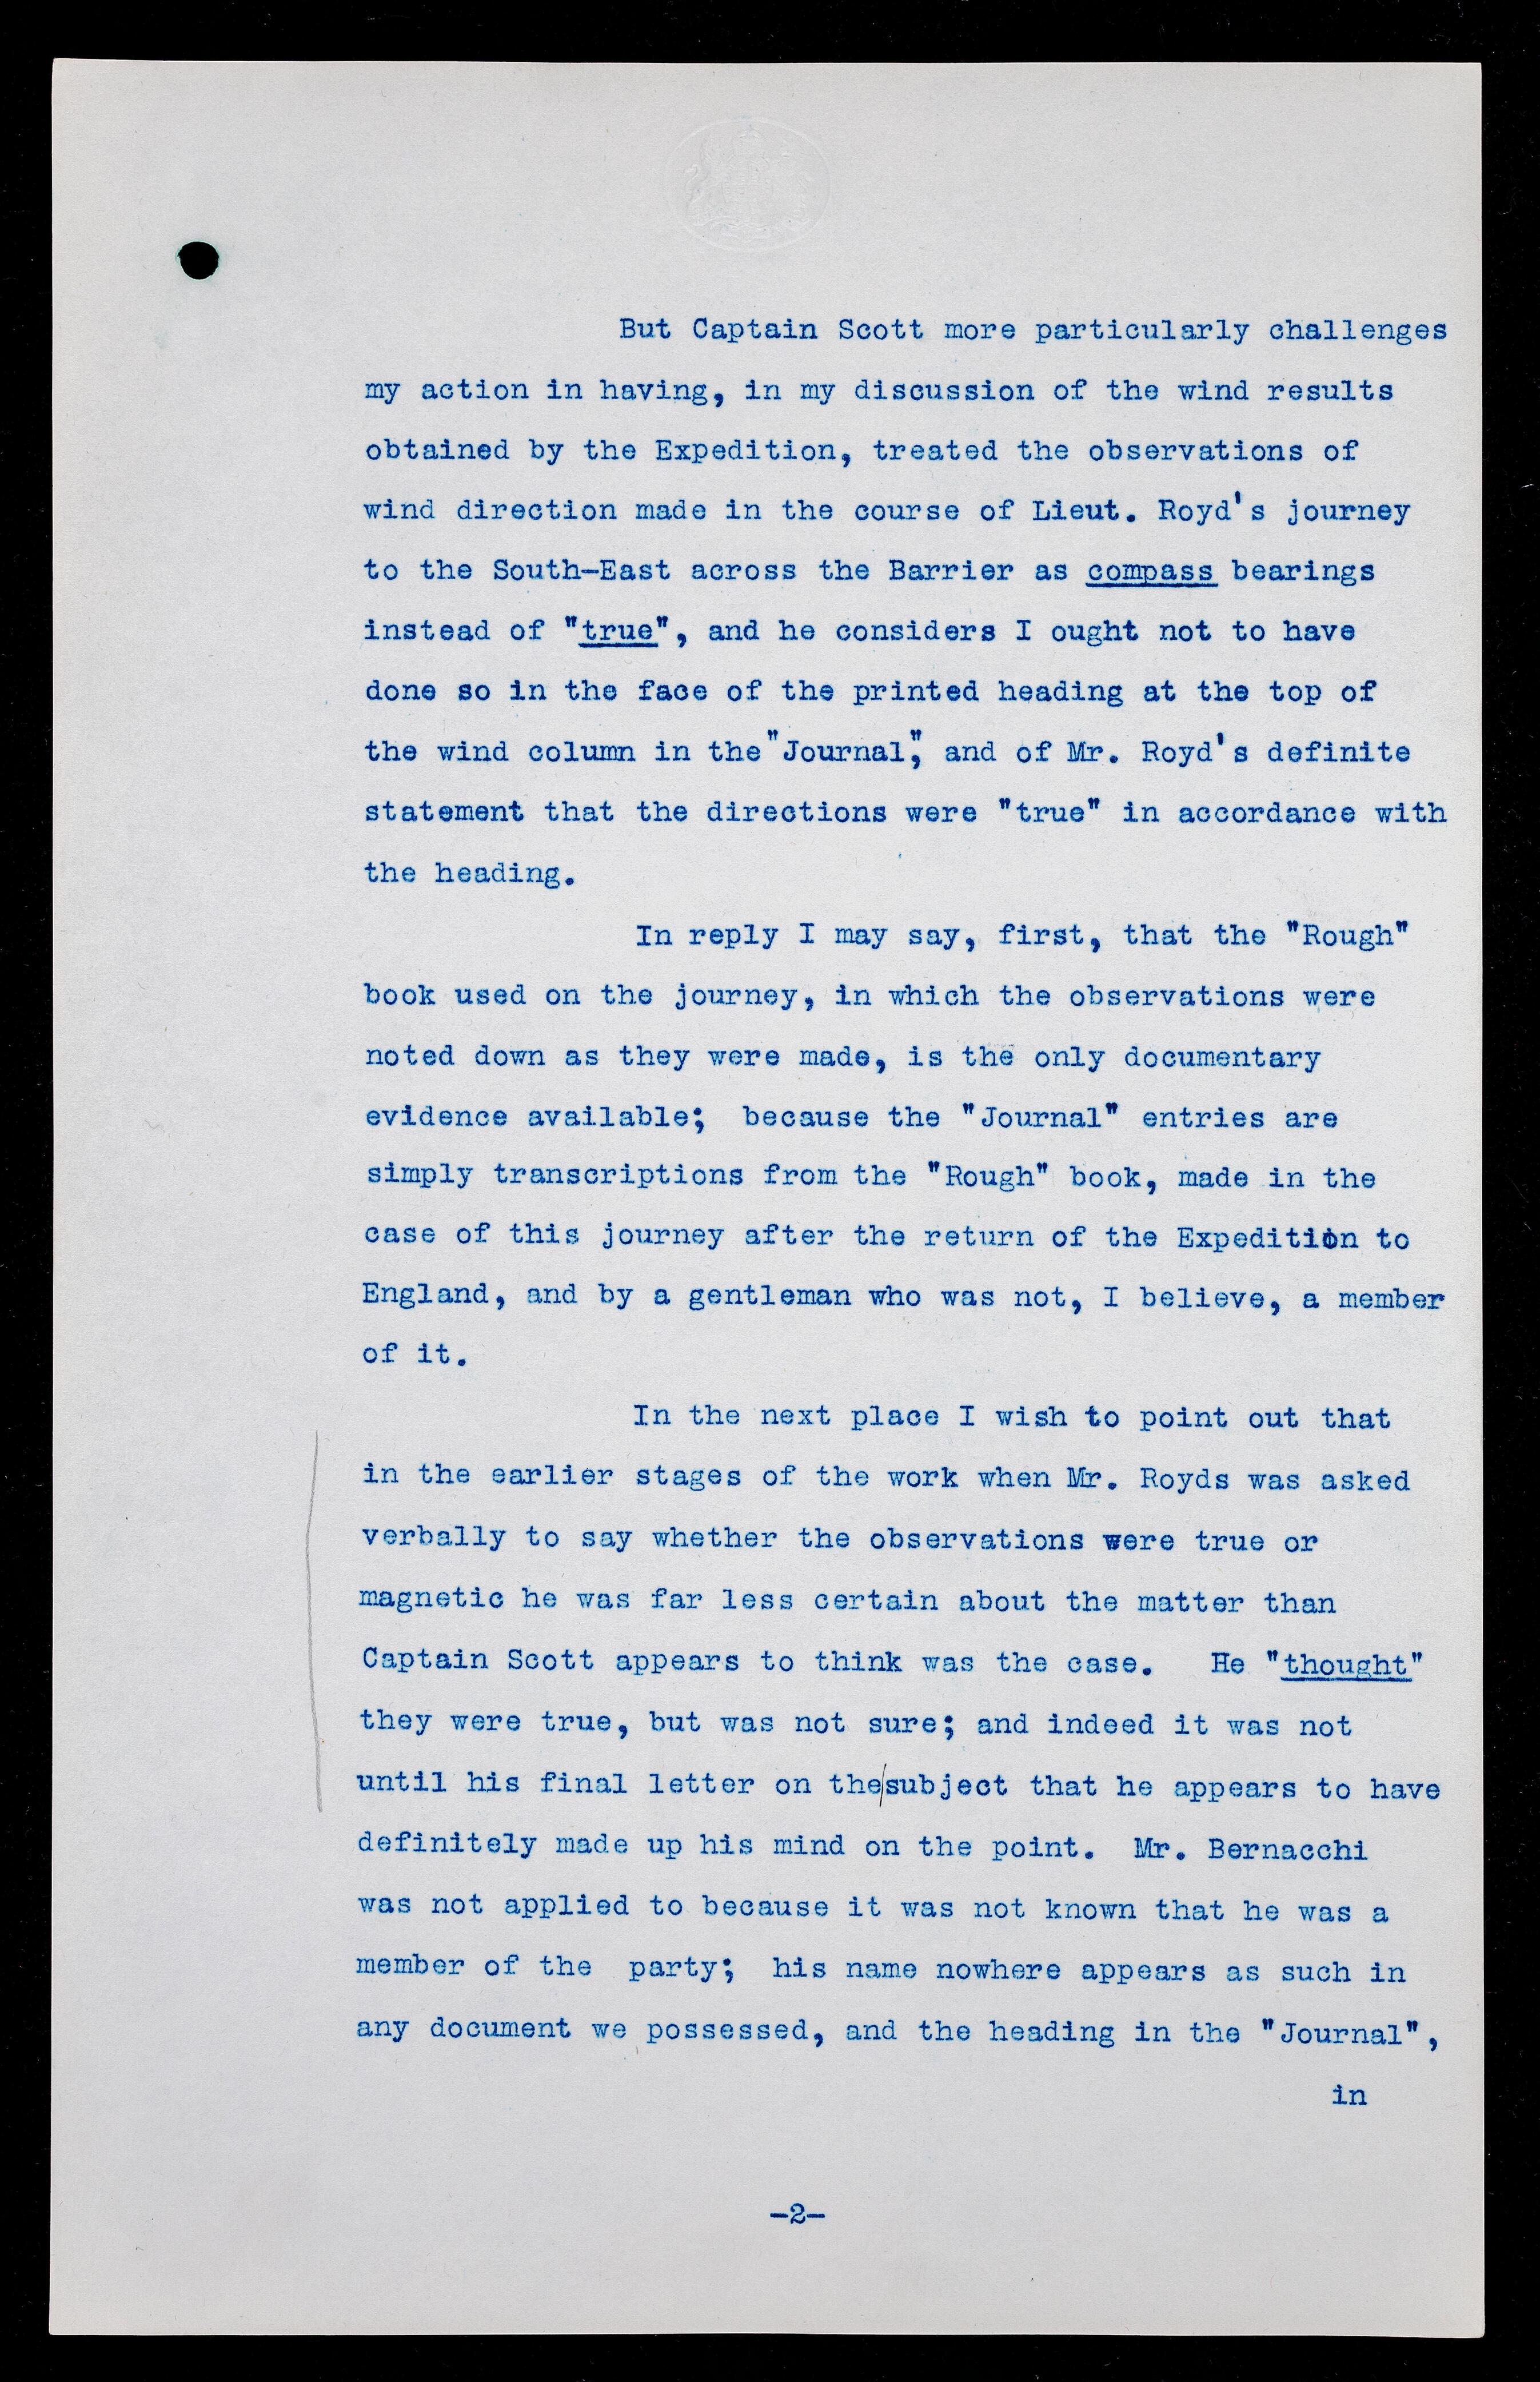 But Captain Scott more particularly challenges
my action in having, in my discussion of the wind results
obtained by the Expedition, treated the observations of
wind direction made in the course of Lieut. Royd's journey
to the South-East across the Barrier as compass bearings
instead of "true", and he considers I ought not to have
done so in the face of the printed heading at the top of
the wind column in the "Journal", and of Mr. Royd's definite
statement that the directions were "true" in accordance with
the heading.
In reply I may say, first, that the "Rough"
book used on the journey, in which the observations were
noted down as they were made, is the only documentary
evidence available; because the "Journal" entries are
simply transcriptions from the "Rough" book, made in the
case of this journey after the return of the Expedition to
England, and by a gentleman who was not, I believe, a member
of it.
In the next place I wish to point out that
in the earlier stages of the work when Mr. Royds was asked
verbally to say whether the observations were true or
magnetic he was far less certain about the matter than
Captain Scott appears to think was the case. He "thought"
they were true, but was not sure; and indeed it was not
until his final letter on the/subject that he appears to have
definitely made up his mind on the point. Mr. Bernacchi
was not applied to because it was not known that he was a
member of the party; his name nowhere appears as such in
any document we possessed, and the heading in the "Journal",
in
-2-